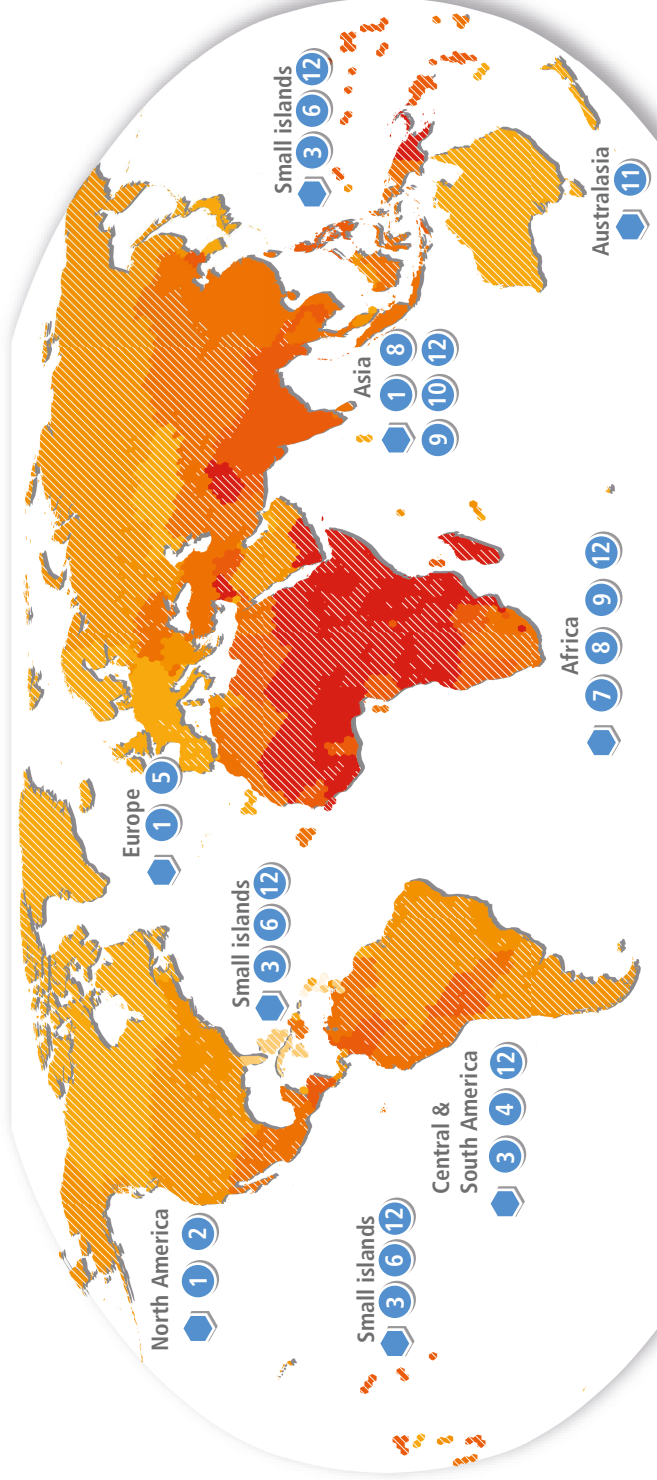 North America
1 2
Europe
1 5
Small islands
3 6 12
Small islands
3 6 12
Small islands
3 6 12
Central &
South America
3 4 12
Africa
7 8 9 12
Asia
1 8
9 10 12
Australasia
11